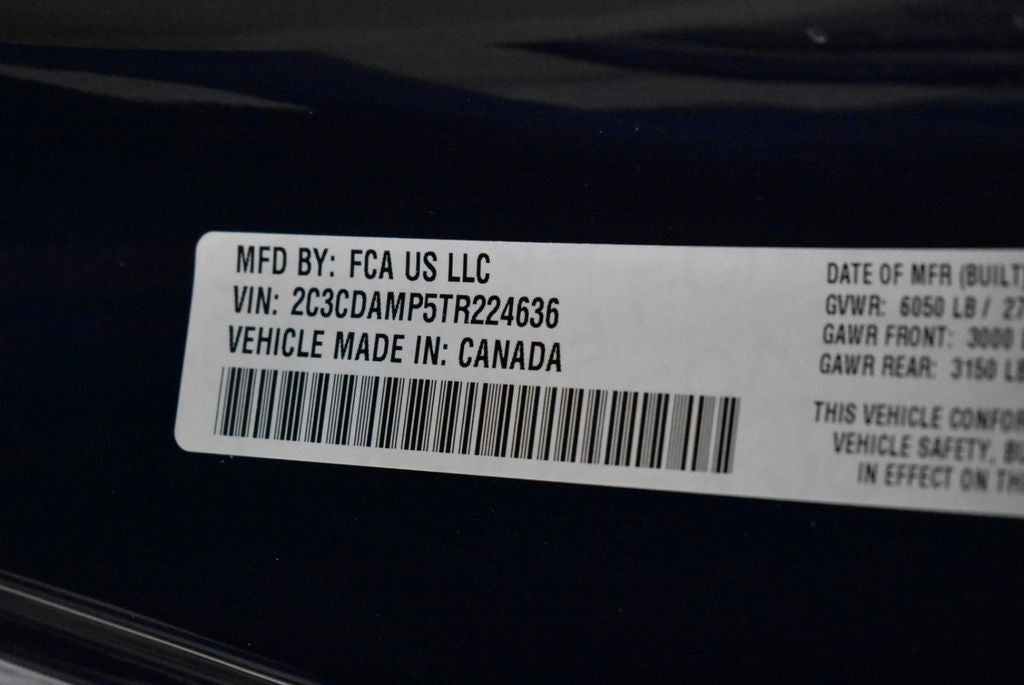 MFD BY: FCA US LLC
VIN: 2C3CDAMP5TR224636
VEHICLE MADE IN: CANADA
DATE OF MFR (BUILT)
GVWR: 6050 LB / 27
GAWR FRONT: 3000
GAWR REAR: 3150 LB
THIS VEHICLE CONFOR
VEHICLE SAFETY, BU
IN EFFECT ON TH